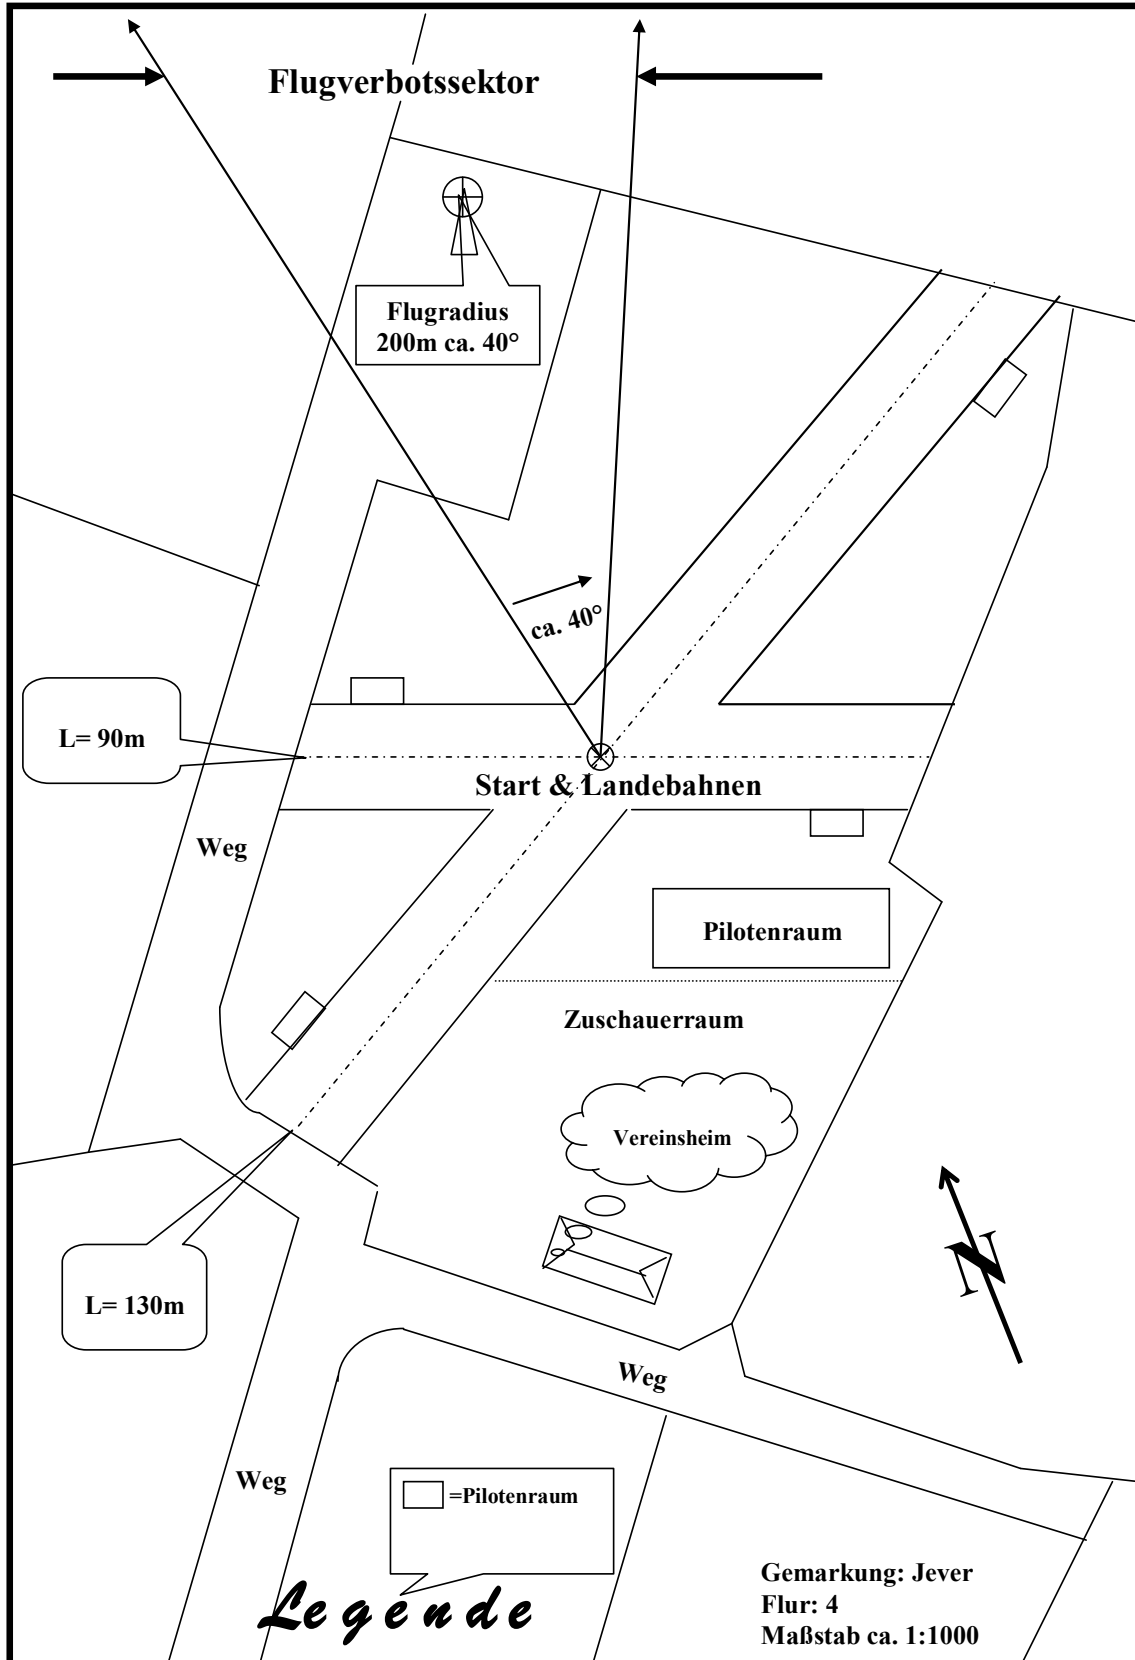 Flugverbotssektor
Flugradius
200m ca. 40°
ca. 40°
L= 90m
Start & Landebahnen
Weg
Pilotenraum
Zuschauerraum
Vereinsheim
N
L= 130m
Weg
Weg
=Pilotenraum
Legende
Gemarkung: Jever
Flur: 4
Maßstab ca. 1:1000